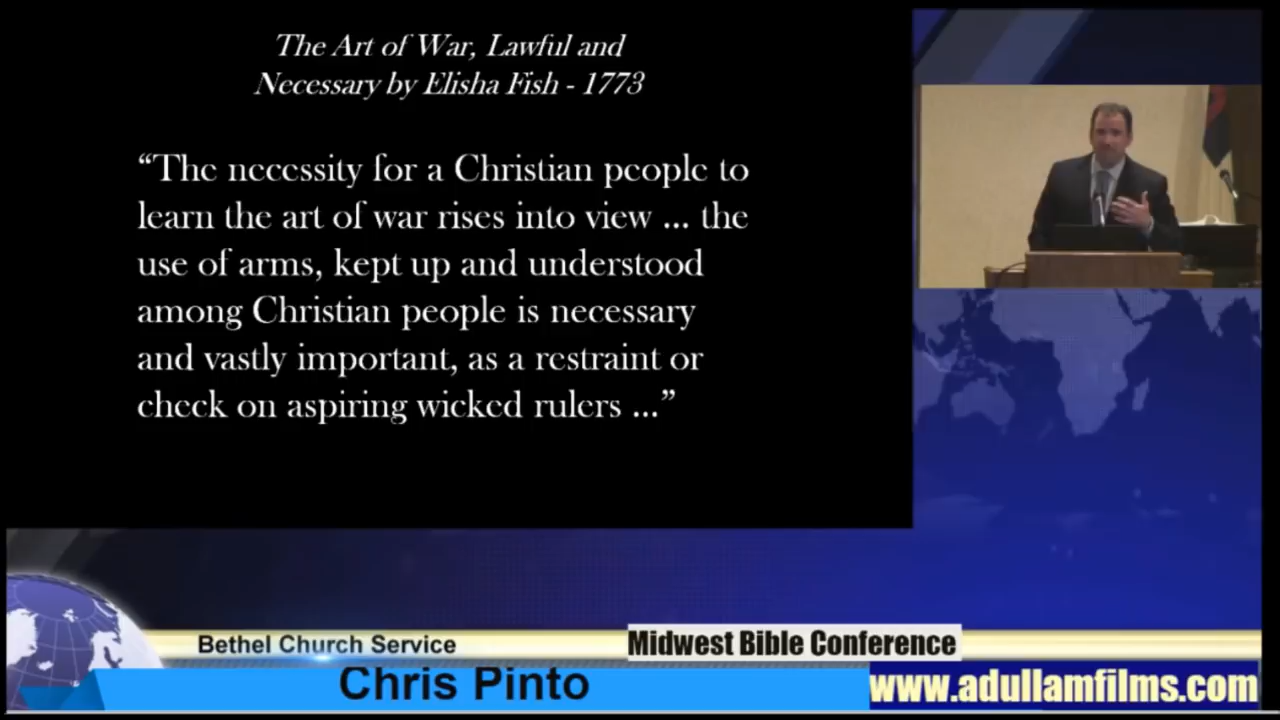 The Art of War, Lawful and
Necessary by Elisha Fish - 1773
“The necessity for a Christian people to
learn the art of war rises into view ... the
use of arms, kept up and understood
among Christian people is necessary
and vastly important, as a restraint or
check on aspiring wicked rulers ...”
Bethel Church Service
Midwest Bible Conference
Chris Pinto
www.adullamfilms.com